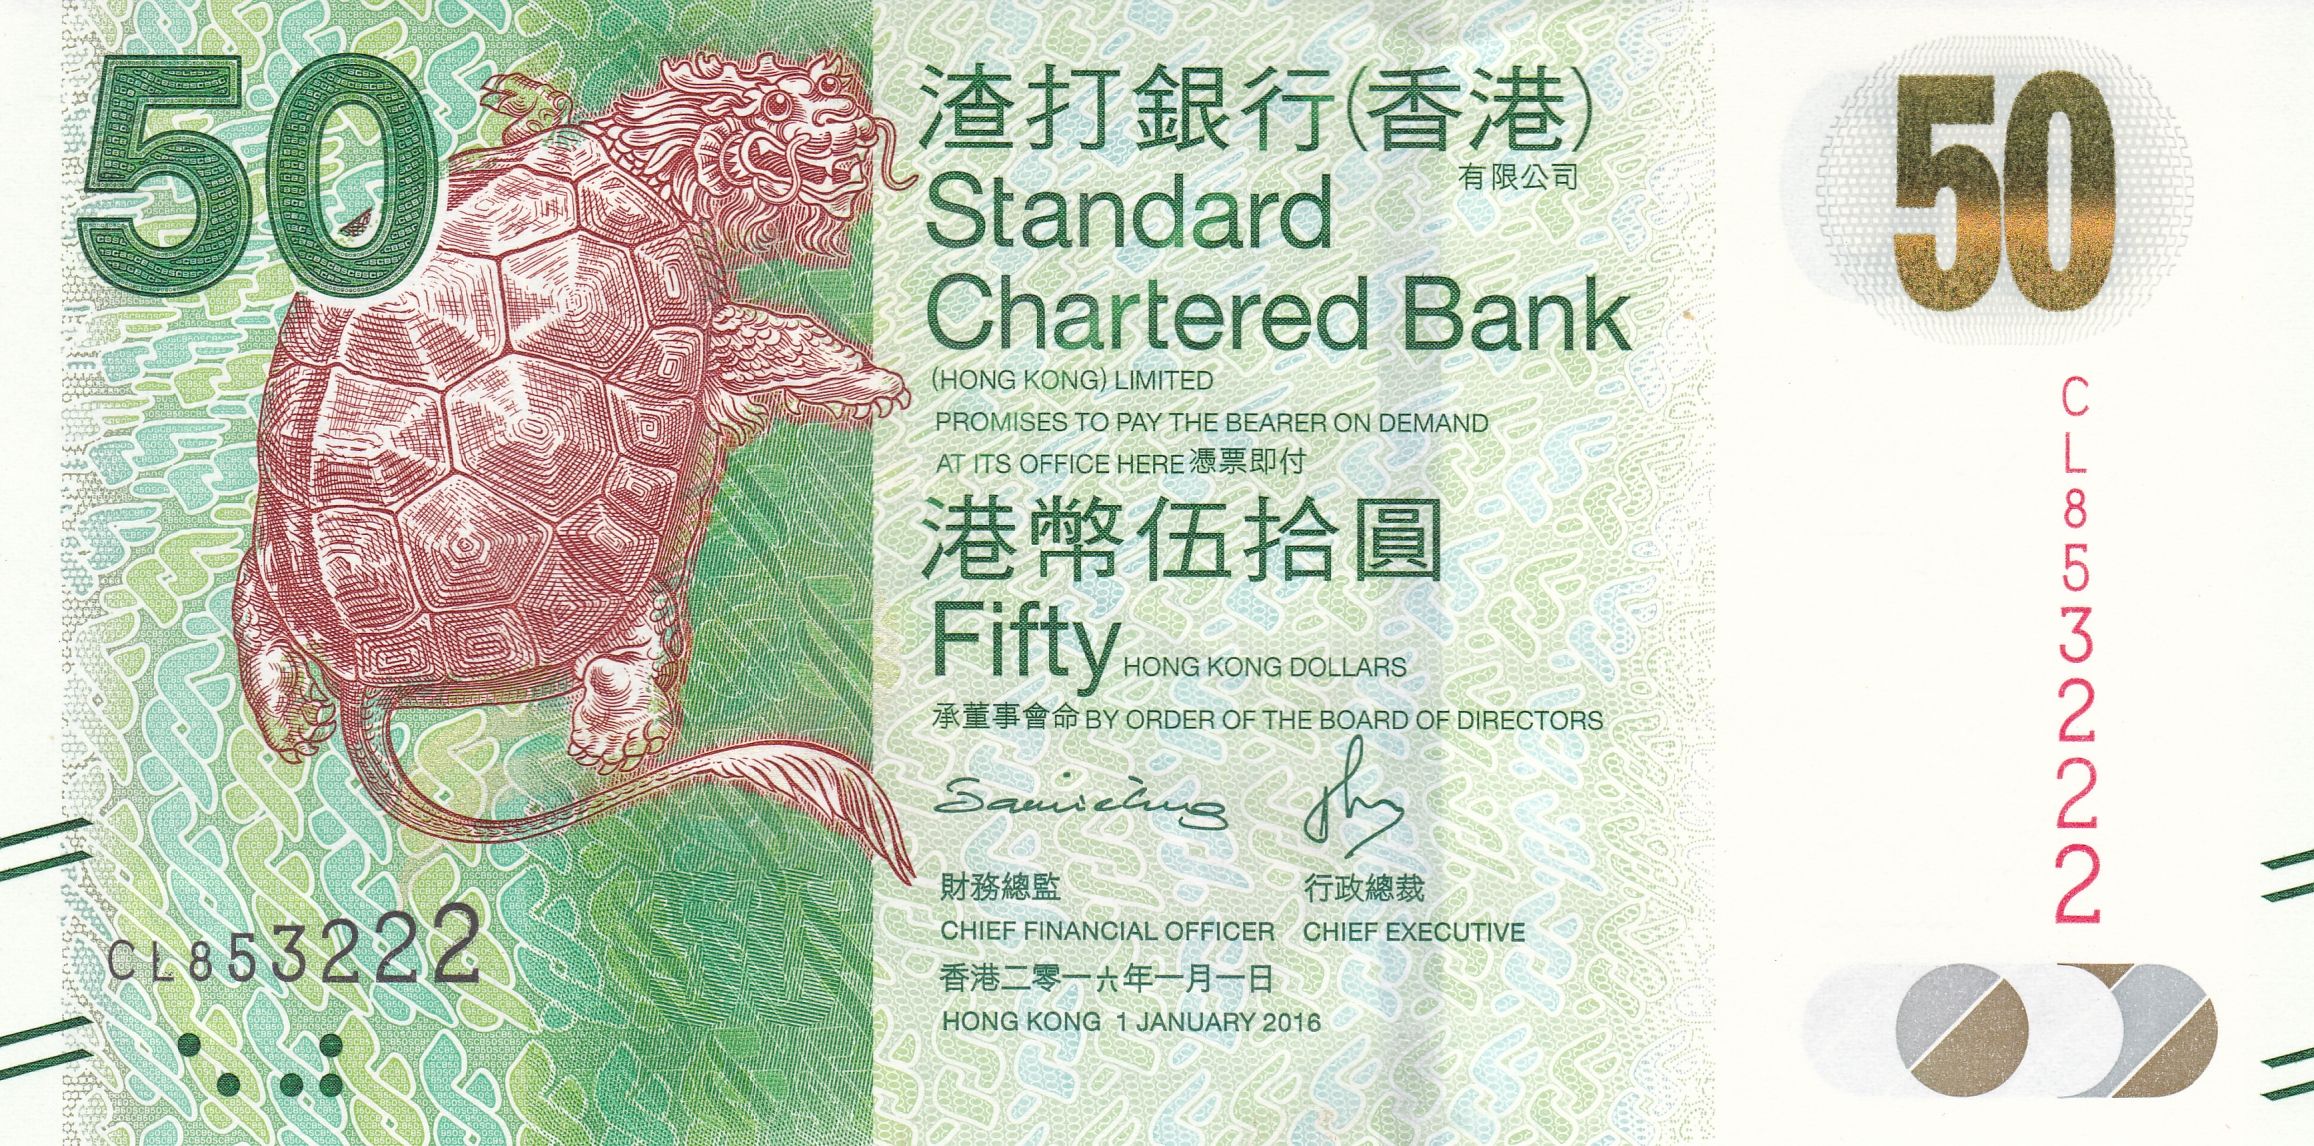 50
渣打銀行(香港)
有限公司
Standard
Chartered Bank
(HONG KONG) LIMITED
PROMISES TO PAY THE BEARER ON DEMAND
AT ITS OFFICE HERE憑票即付
港幣伍拾圓
Fifty HONG KONG DOLLARS
承董事會命 BY ORDER OF THE BOARD OF DIRECTORS
財務總監
CHIEF FINANCIAL OFFICER
行政總裁
CHIEF EXECUTIVE
香港二零一六年一月一日
HONG KONG 1 JANUARY 2016
CL853222
50
CL853222